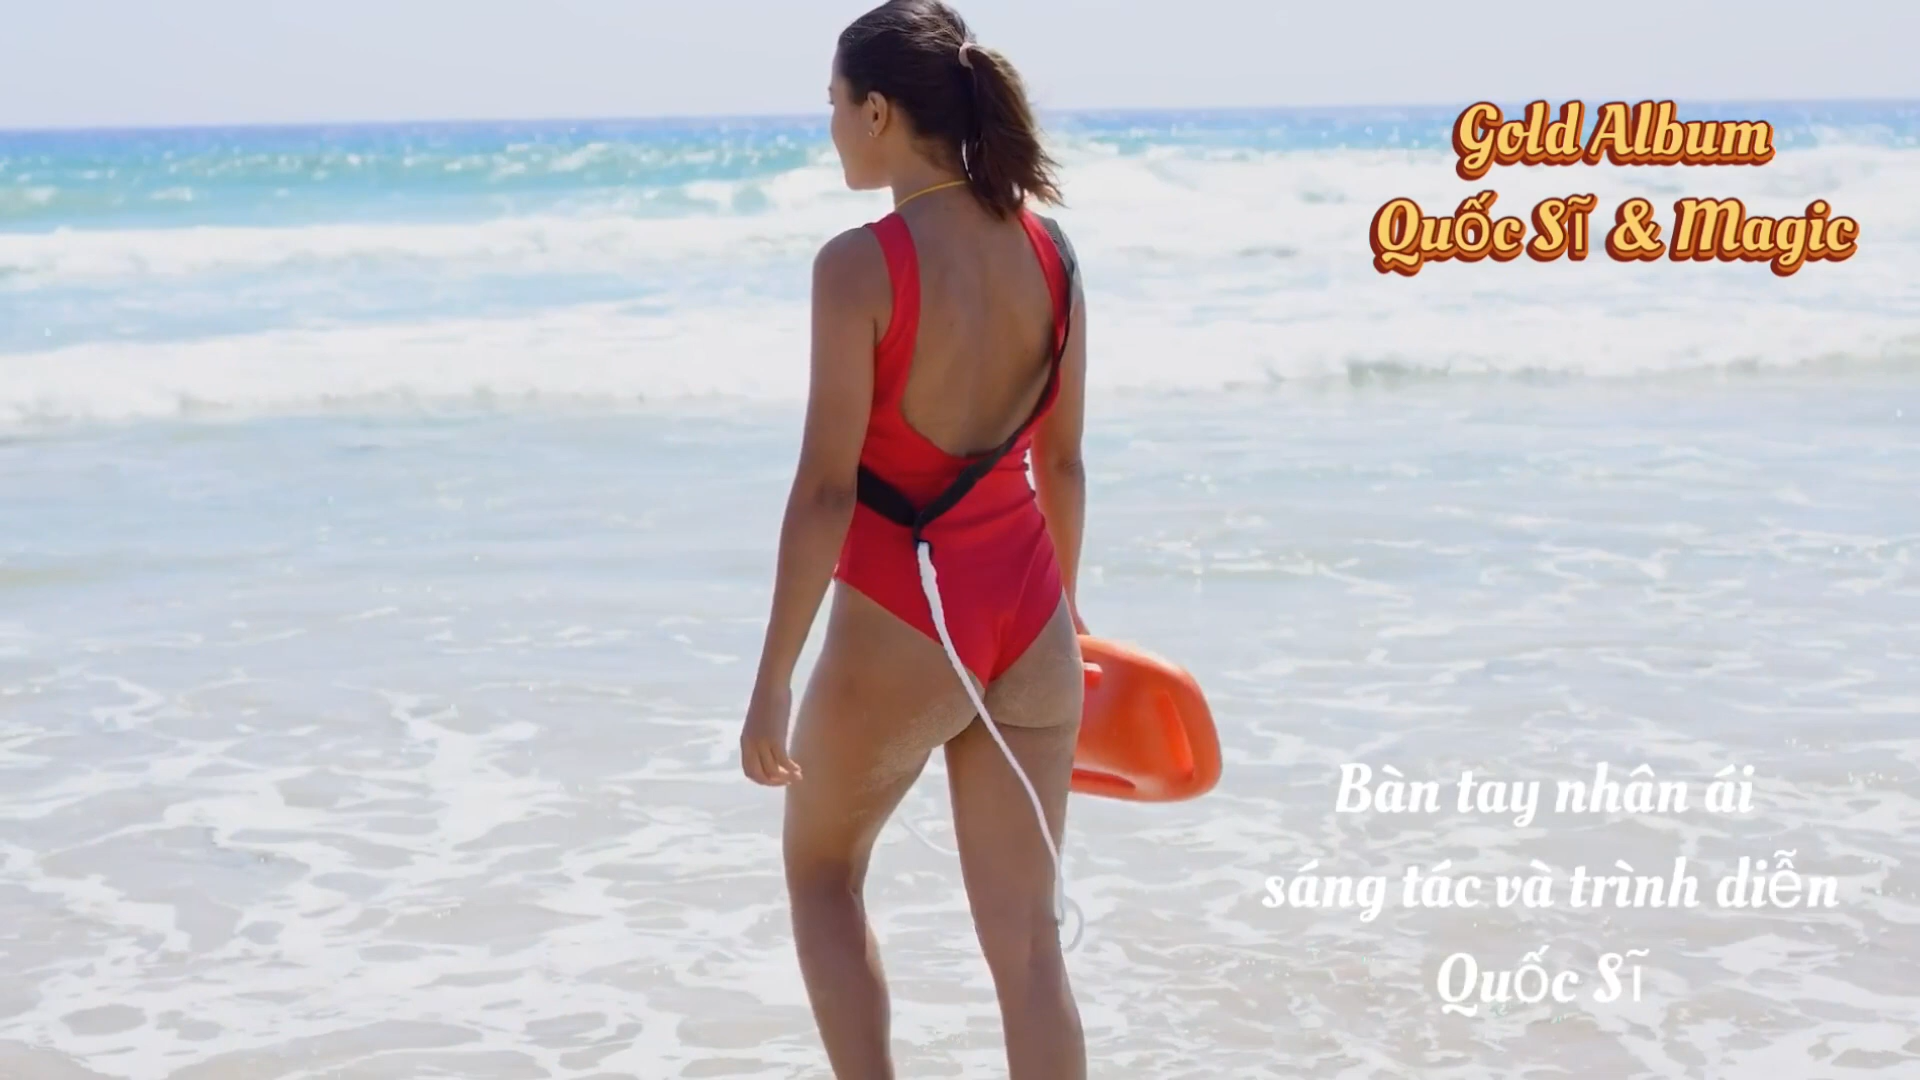 Gold Album
Quốc Sĩ & Magic
Bàn tay nhân ái
sáng tác và trình diễn
Quốc Sĩ